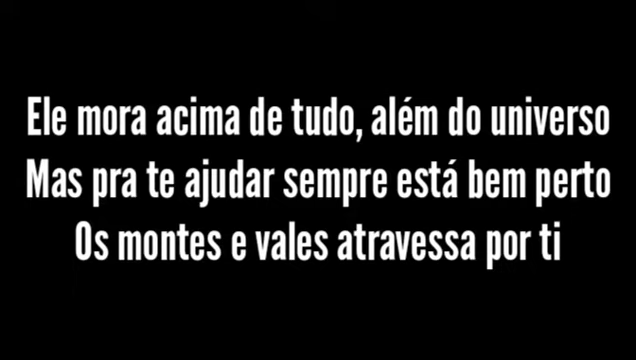 Ele mora acima de tudo, além do universo
Mas pra te ajudar sempre está bem perto
Os montes e vales atravessa por ti